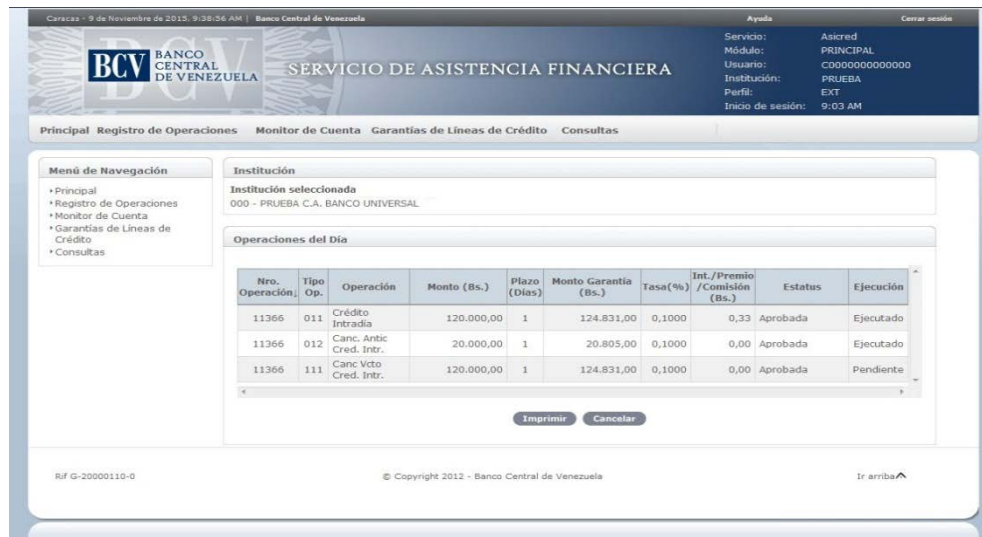 Caracas - 9 de Noviembre de 2015, 9:38:56 AM | Banco Central de Venezuela Ayuda Cerrar sesión
BCV BANCO CENTRAL DE VENEZUELA
SERVICIO DE ASISTENCIA FINANCIERA
Servicio: Asicred
Módulo: PRINCIPAL
Usuario: C0000000000000
Institución: PRUEBA
Perfil: EXT
Inicio de sesión: 9:03 AM
Principal Registro de Operaciones Monitor de Cuenta Garantías de Líneas de Crédito Consultas
Menú de Navegación
Principal
Registro de Operaciones
Monitor de Cuenta
Garantías de Líneas de
Crédito
Consultas
Institución
Institución seleccionada
000 - PRUEBA C.A. BANCO UNIVERSAL
Operaciones del Día
Nro. Operación↓ Tipo Op. Operación Monto (Bs.) Plazo (Días) Monto Garantía (Bs.) Tasa(%) Int./Premio /Comisión (Bs.) Estatus Ejecución
11366 011 Crédito Intradía 120.000,00 1 124.831,00 0,1000 0,33 Aprobada Ejecutado
11366 012 Canc. Antic Cred. Intr. 20.000,00 1 20.805,00 0,1000 0,00 Aprobada Ejecutado
11366 111 Canc Vcto Cred. Intr. 120.000,00 1 124.831,00 0,1000 0,00 Aprobada Pendiente
Imprimir Cancelar
Rif G-20000110-0 © Copyright 2012 - Banco Central de Venezuela Ir arriba